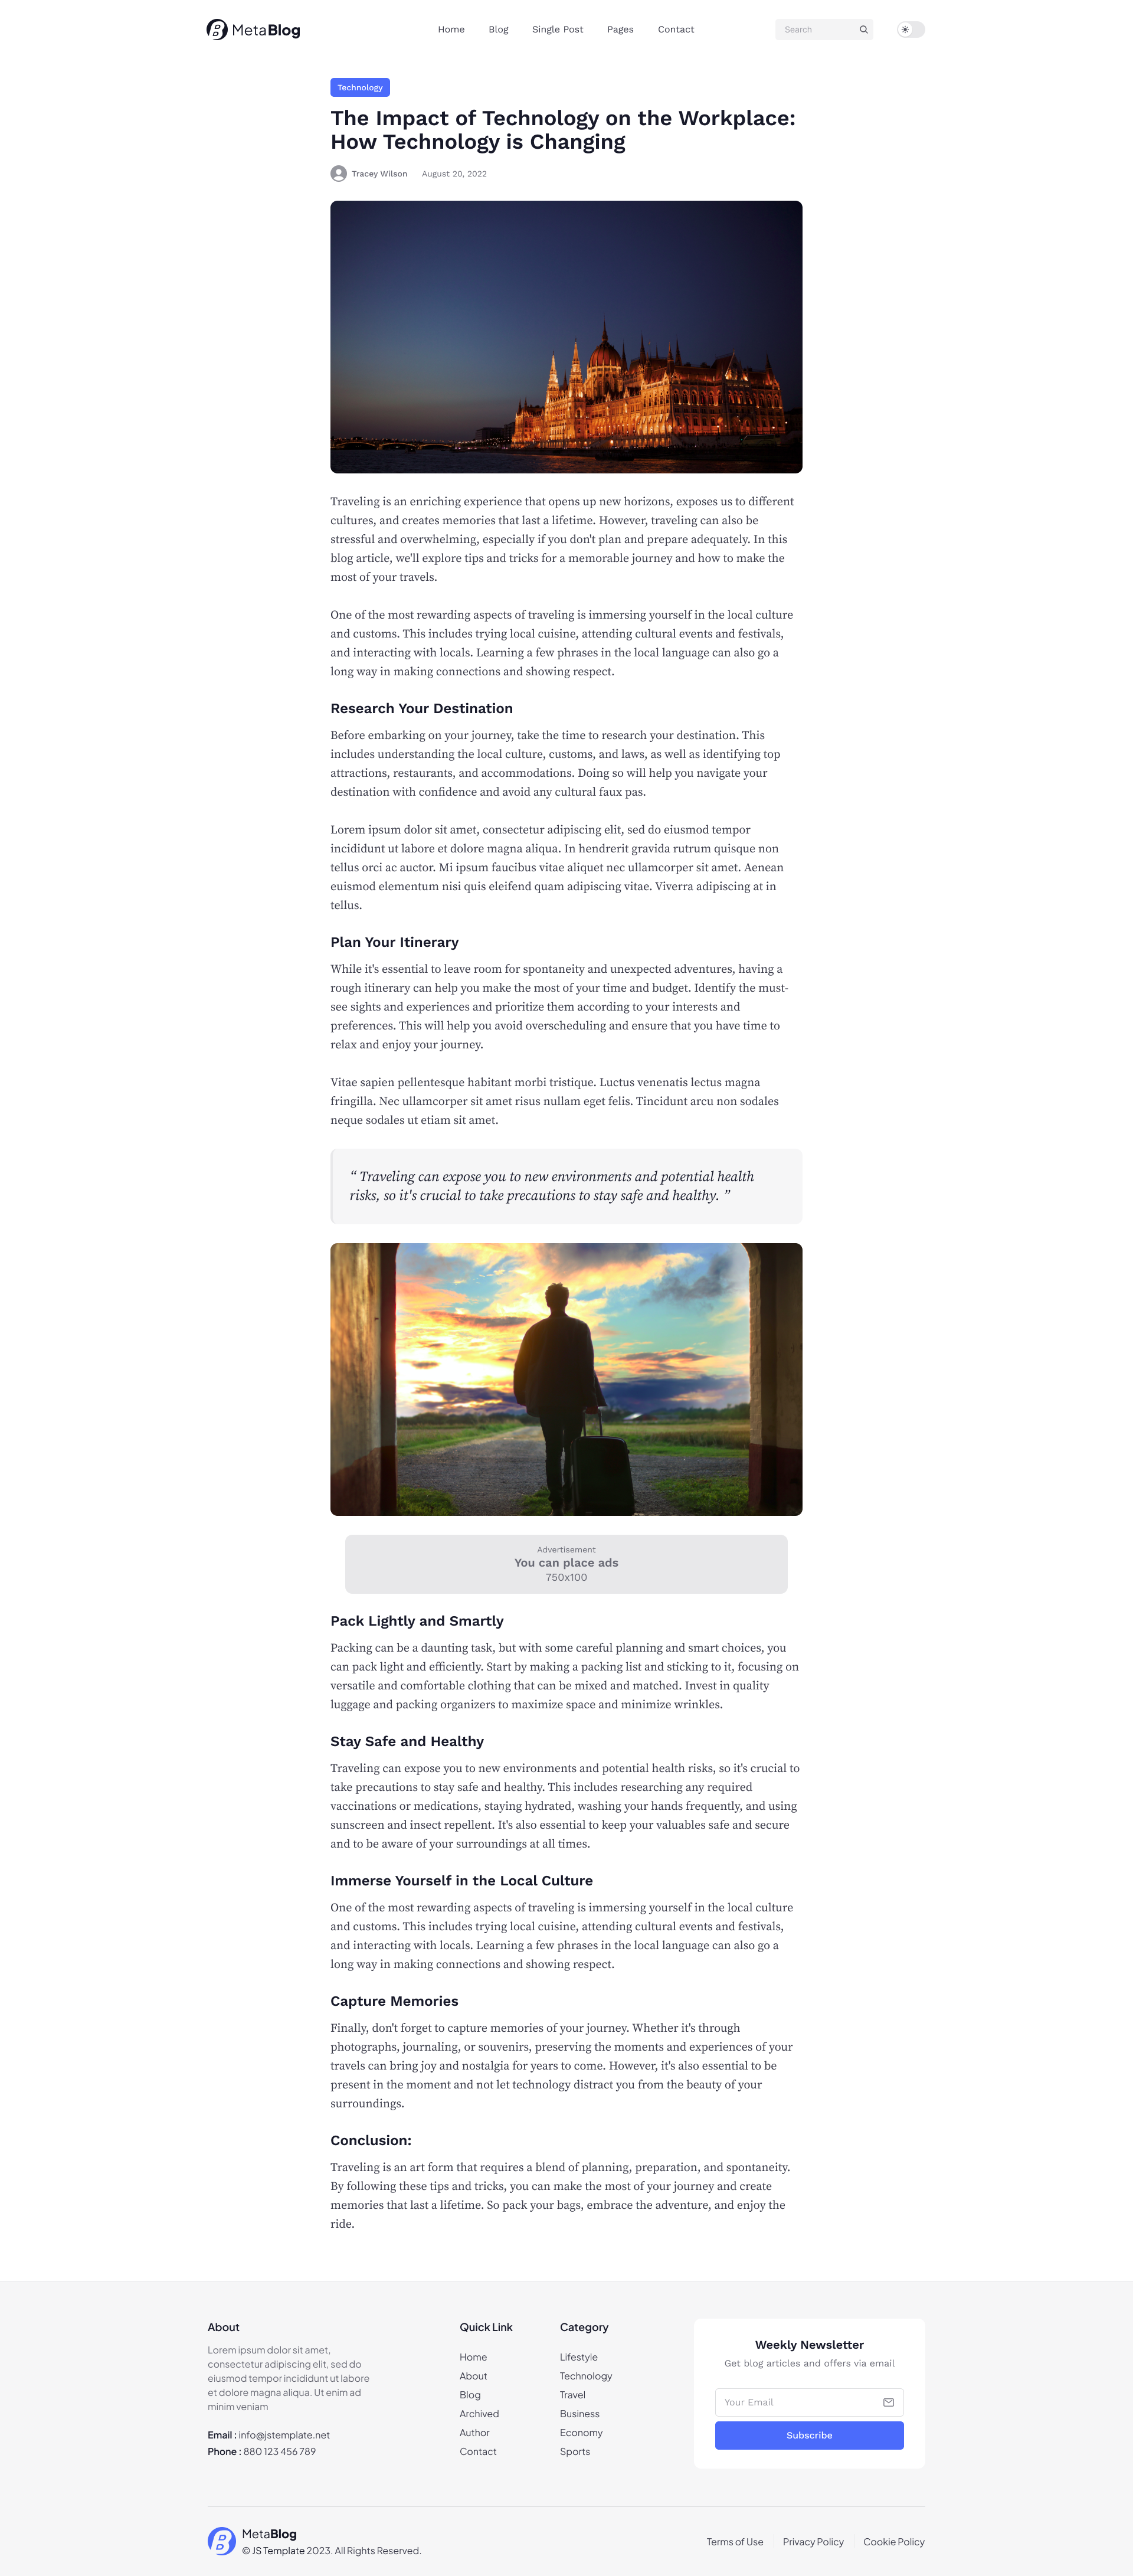 MetaBlog
Home Blog Single Post Pages Contact
Search
Technology
The Impact of Technology on the Workplace:
How Technology is Changing
Tracey Wilson August 20, 2022
Traveling is an enriching experience that opens up new horizons, exposes us to different
cultures, and creates memories that last a lifetime. However, traveling can also be
stressful and overwhelming, especially if you don't plan and prepare adequately. In this
blog article, we'll explore tips and tricks for a memorable journey and how to make the
most of your travels.
One of the most rewarding aspects of traveling is immersing yourself in the local culture
and customs. This includes trying local cuisine, attending cultural events and festivals,
and interacting with locals. Learning a few phrases in the local language can also go a
long way in making connections and showing respect.
Research Your Destination
Before embarking on your journey, take the time to research your destination. This
includes understanding the local culture, customs, and laws, as well as identifying top
attractions, restaurants, and accommodations. Doing so will help you navigate your
destination with confidence and avoid any cultural faux pas.
Lorem ipsum dolor sit amet, consectetur adipiscing elit, sed do eiusmod tempor
incididunt ut labore et dolore magna aliqua. In hendrerit gravida rutrum quisque non
tellus orci ac auctor. Mi ipsum faucibus vitae aliquet nec ullamcorper sit amet. Aenean
euismod elementum nisi quis eleifend quam adipiscing vitae. Viverra adipiscing at in
tellus.
Plan Your Itinerary
While it's essential to leave room for spontaneity and unexpected adventures, having a
rough itinerary can help you make the most of your time and budget. Identify the must-
see sights and experiences and prioritize them according to your interests and
preferences. This will help you avoid overscheduling and ensure that you have time to
relax and enjoy your journey.
Vitae sapien pellentesque habitant morbi tristique. Luctus venenatis lectus magna
fringilla. Nec ullamcorper sit amet risus nullam eget felis. Tincidunt arcu non sodales
neque sodales ut etiam sit amet.
“ Traveling can expose you to new environments and potential health
risks, so it's crucial to take precautions to stay safe and healthy. ”
Advertisement
You can place ads
750x100
Pack Lightly and Smartly
Packing can be a daunting task, but with some careful planning and smart choices, you
can pack light and efficiently. Start by making a packing list and sticking to it, focusing on
versatile and comfortable clothing that can be mixed and matched. Invest in quality
luggage and packing organizers to maximize space and minimize wrinkles.
Stay Safe and Healthy
Traveling can expose you to new environments and potential health risks, so it's crucial to
take precautions to stay safe and healthy. This includes researching any required
vaccinations or medications, staying hydrated, washing your hands frequently, and using
sunscreen and insect repellent. It's also essential to keep your valuables safe and secure
and to be aware of your surroundings at all times.
Immerse Yourself in the Local Culture
One of the most rewarding aspects of traveling is immersing yourself in the local culture
and customs. This includes trying local cuisine, attending cultural events and festivals,
and interacting with locals. Learning a few phrases in the local language can also go a
long way in making connections and showing respect.
Capture Memories
Finally, don't forget to capture memories of your journey. Whether it's through
photographs, journaling, or souvenirs, preserving the moments and experiences of your
travels can bring joy and nostalgia for years to come. However, it's also essential to be
present in the moment and not let technology distract you from the beauty of your
surroundings.
Conclusion:
Traveling is an art form that requires a blend of planning, preparation, and spontaneity.
By following these tips and tricks, you can make the most of your journey and create
memories that last a lifetime. So pack your bags, embrace the adventure, and enjoy the
ride.
About
Lorem ipsum dolor sit amet,
consectetur adipiscing elit, sed do
eiusmod tempor incididunt ut labore
et dolore magna aliqua. Ut enim ad
minim veniam
Email : info@jstemplate.net
Phone : 880 123 456 789
Quick Link
Home
About
Blog
Archived
Author
Contact
Category
Lifestyle
Technology
Travel
Business
Economy
Sports
Weekly Newsletter
Get blog articles and offers via email
Your Email
Subscribe
MetaBlog
© JS Template 2023. All Rights Reserved.
Terms of Use Privacy Policy Cookie Policy